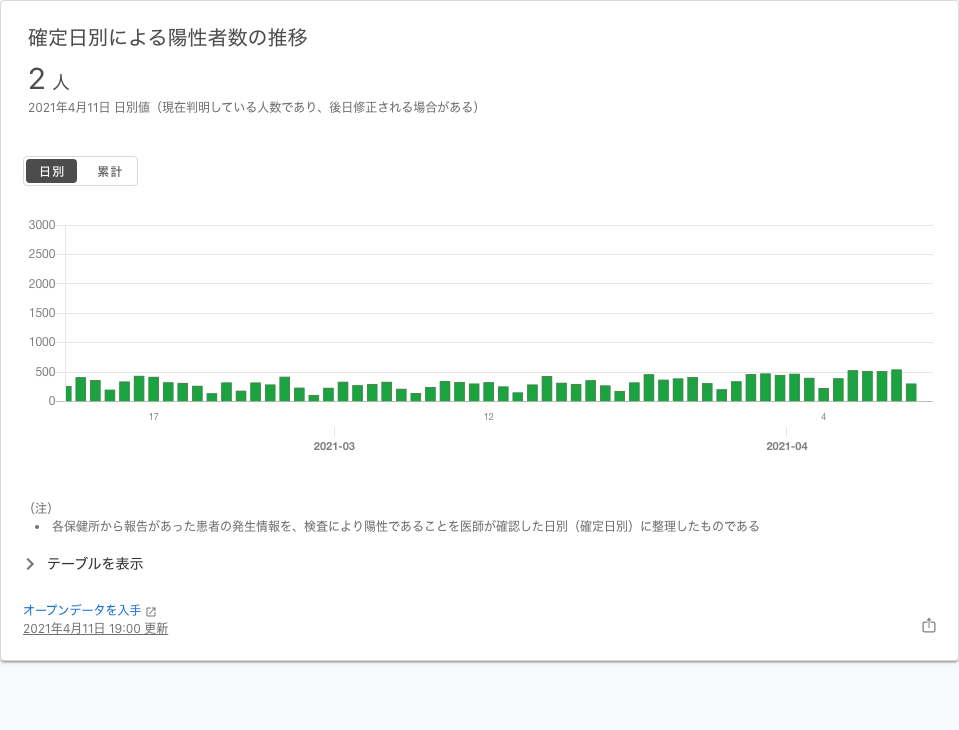 確定日別による陽性者数の推移
2 人
2021年4月11日 日別値（現在判明している人数であり、後日修正される場合がある）
日別 累計
3000
2500
2000
1500
1000
500
0
17 12 4
2021-03 2021-04
（注）
• 各保健所から報告があった患者の発生情報を、検査により陽性であることを医師が確認した日別（確定日別）に整理したものである
テーブルを表示
オープンデータを入手
2021年4月11日 19:00 更新